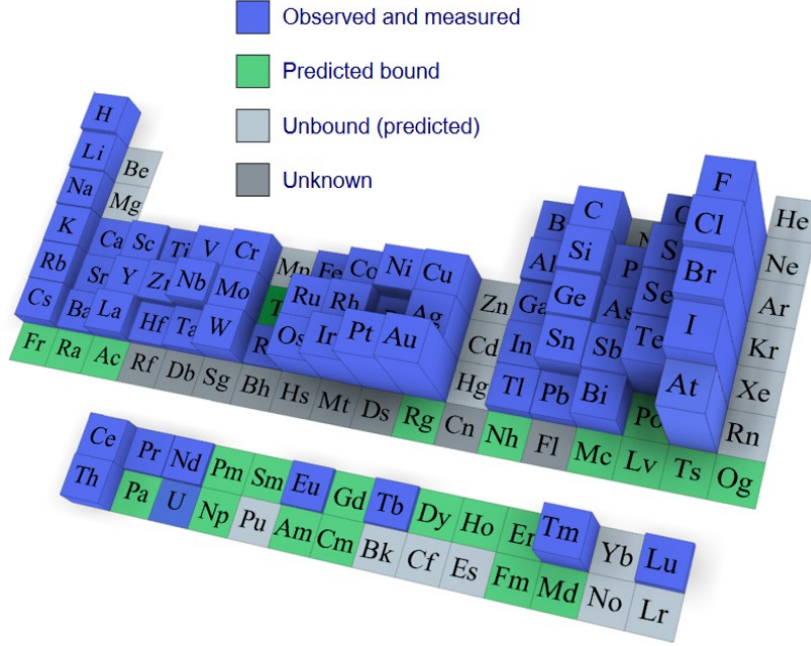 Observed and measured
Predicted bound
Unbound (predicted)
Unknown
H
Li Be
Na Mg
K Ca Sc Ti V Cr Mn Fe Co Ni Cu Zn Ga Ge As Se Br Kr
Rb Sr Y Zr Nb Mo Ru Rh Ag Cd In Sn Sb Te I Xe
Cs Ba La Hf Ta W Os Ir Pt Au Hg Tl Pb Bi Po At Rn
Fr Ra Ac Rf Db Sg Bh Hs Mt Ds Rg Cn Nh Fl Mc Lv Ts Og
C F He
Al Si P S Cl Ne
Ar
Ce Pr Nd Pm Sm Eu Gd Tb Dy Ho Er Tm Yb Lu
Th Pa U Np Pu Am Cm Bk Cf Es Fm Md No Lr